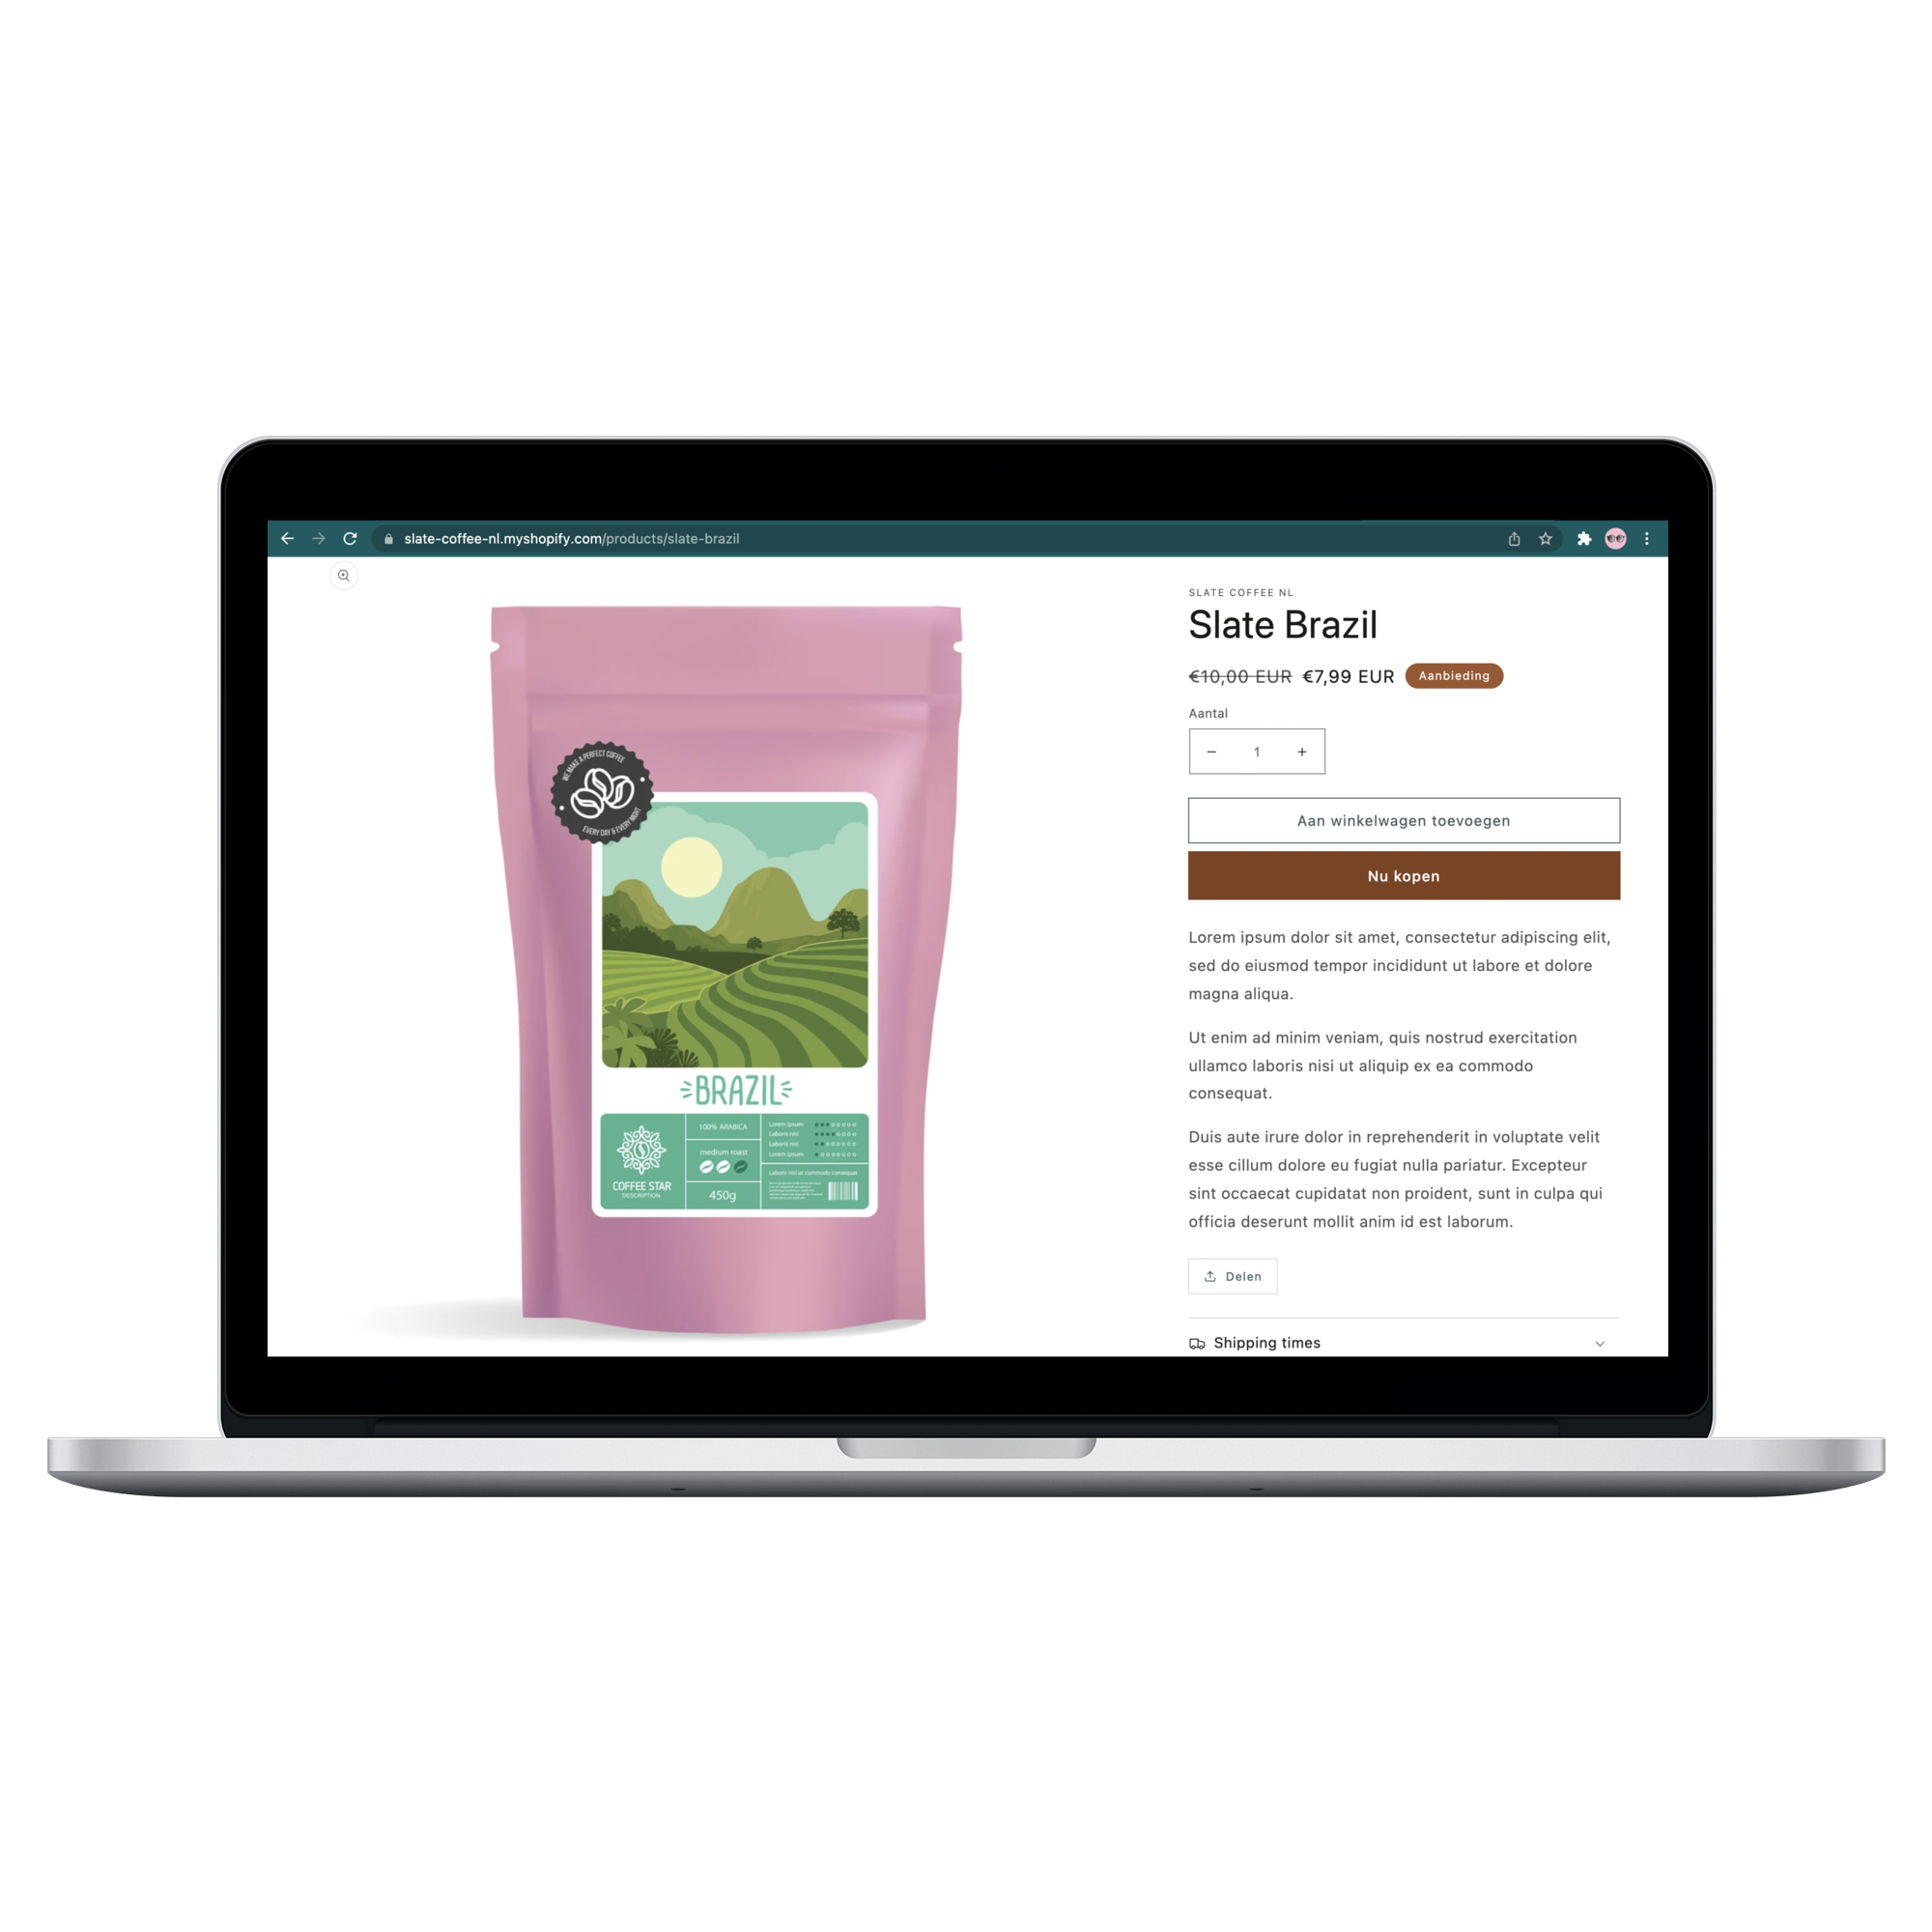 slate-coffee-nl.myshopify.com/products/slate-brazil
WE MAKE A PERFECT COFFEE
EVERY DAY & EVERY NIGHT
BRAZIL
COFFEE STAR
DESCRIPTION
100% ARABICA
medium roast
450g
Lorem ipsum
Laboris nisi
Laboris nisi
Lorem ipsum
Laboris nisi ut commodo consequat
SLATE COFFEE NL
Slate Brazil
€10,00 EUR €7,99 EUR Aanbieding
Aantal
− 1 +
Aan winkelwagen toevoegen
Nu kopen
Lorem ipsum dolor sit amet, consectetur adipiscing elit,
sed do eiusmod tempor incididunt ut labore et dolore
magna aliqua.
Ut enim ad minim veniam, quis nostrud exercitation
ullamco laboris nisi ut aliquip ex ea commodo
consequat.
Duis aute irure dolor in reprehenderit in voluptate velit
esse cillum dolore eu fugiat nulla pariatur. Excepteur
sint occaecat cupidatat non proident, sunt in culpa qui
officia deserunt mollit anim id est laborum.
Delen
Shipping times